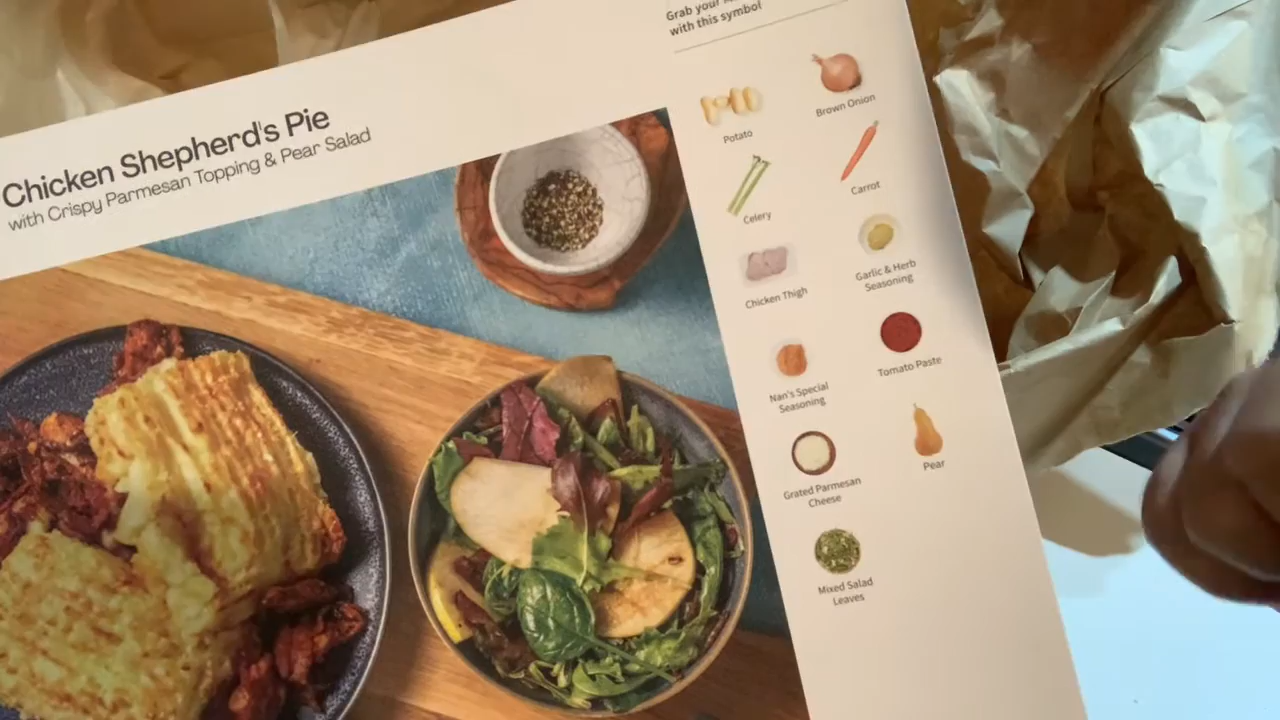 Grab your
with this symbol
Chicken Shepherd's Pie
with Crispy Parmesan Topping & Pear Salad
Potato
Brown Onion
Celery
Carrot
Chicken Thigh
Garlic & Herb
Seasoning
Nan's Special
Seasoning
Tomato Paste
Grated Parmesan
Cheese
Pear
Mixed Salad
Leaves